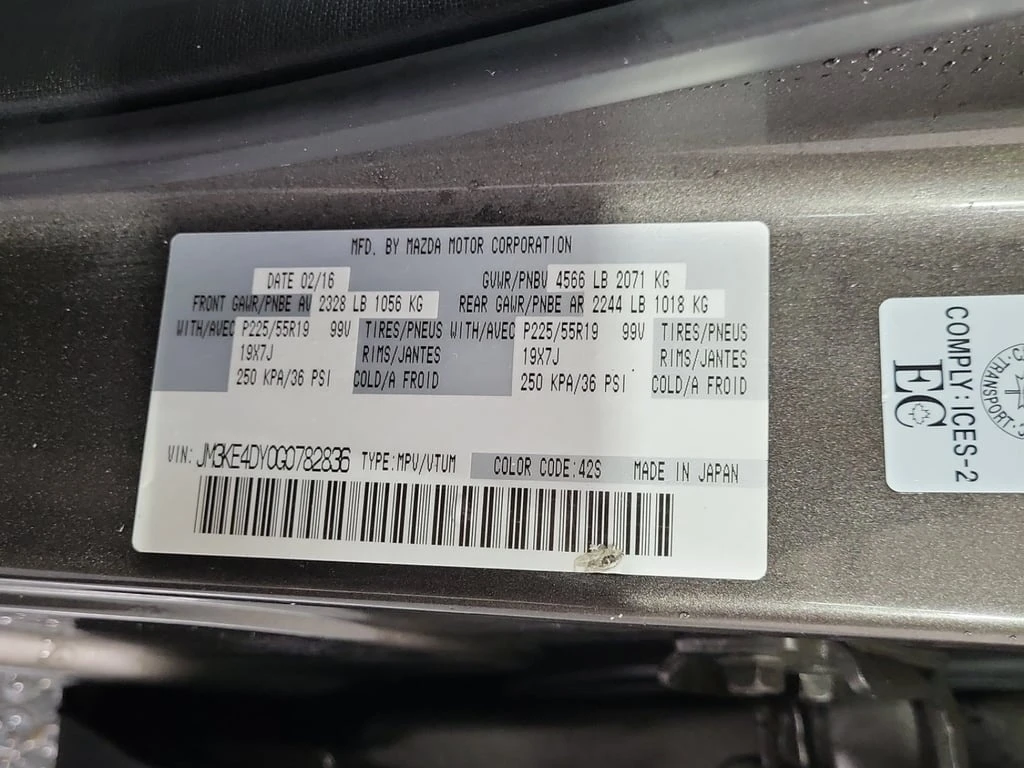 MFD. BY MAZDA MOTOR CORPORATION
DATE 02/16 GVWR/PNBV 4566 LB 2071 KG
FRONT GAWR/PNBE AV 2328 LB 1056 KG REAR GAWR/PNBE AR 2244 LB 1018 KG
WITH/AVEC P225/55R19 99V TIRES/PNEUS WITH/AVEC P225/55R19 99V TIRES/PNEUS
19X7J RIMS/JANTES 19X7J RIMS/JANTES
250 KPA/36 PSI COLD/A FROID 250 KPA/36 PSI COLD/A FROID
VIN: JM3KE4DY0G0782836 TYPE:MPV/VTUM COLOR CODE:42S MADE IN JAPAN
COMPLY: ICES-2
EC
TRANSPORT